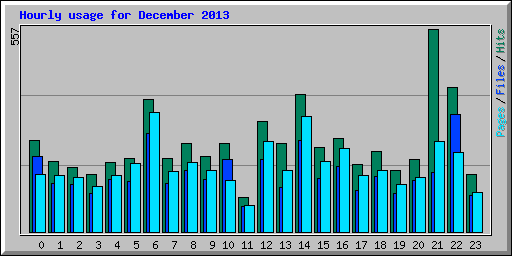 Hourly usage for December 2013
557
Pages / Files / Hits
0 1 2 3 4 5 6 7 8 9 10 11 12 13 14 15 16 17 18 19 20 21 22 23